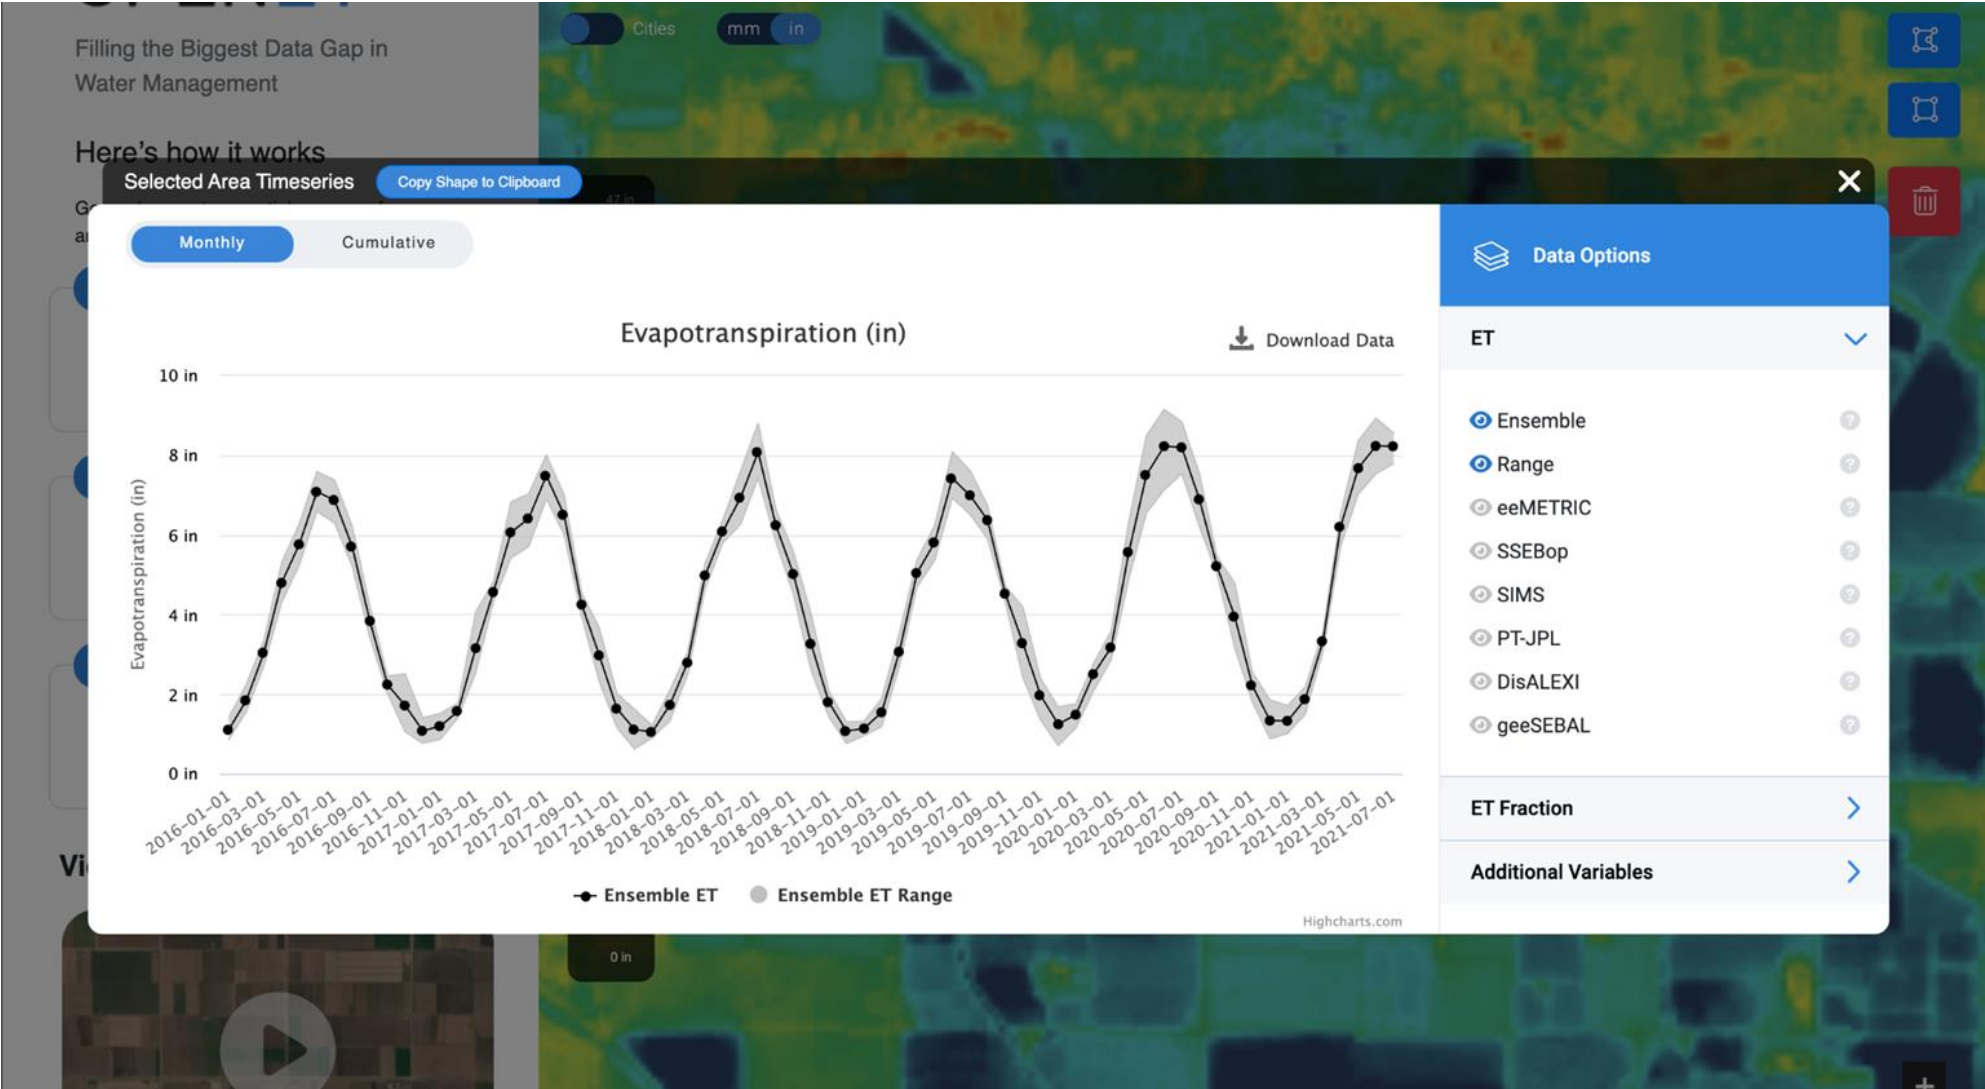 Filling the Biggest Data Gap in
Water Management
Cities
mm in
Here's how it works
Selected Area Timeseries
Copy Shape to Clipboard
47 in
Monthly
Cumulative
Evapotranspiration (in)
Download Data
Evapotranspiration (in)
10 in
8 in
6 in
4 in
2 in
0 in
2016-01-01
2016-03-01
2016-05-01
2016-07-01
2016-09-01
2016-11-01
2017-01-01
2017-03-01
2017-05-01
2017-07-01
2017-09-01
2017-11-01
2018-01-01
2018-03-01
2018-05-01
2018-07-01
2018-09-01
2018-11-01
2019-01-01
2019-03-01
2019-05-01
2019-07-01
2019-09-01
2019-11-01
2020-01-01
2020-03-01
2020-05-01
2020-07-01
2020-09-01
2020-11-01
2021-01-01
2021-03-01
2021-05-01
2021-07-01
Ensemble ET
Ensemble ET Range
Highcharts.com
Data Options
ET
Ensemble ?
Range ?
eeMETRIC ?
SSEBop ?
SIMS ?
PT-JPL ?
DisALEXI ?
geeSEBAL ?
ET Fraction
Additional Variables
Vi
0 in